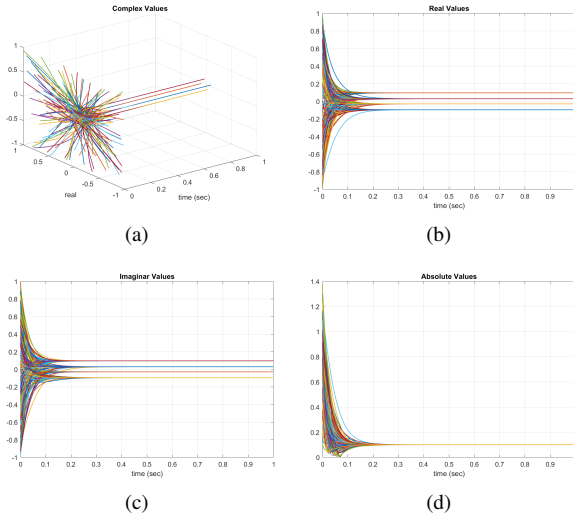 Complex Values
1
0.5
0
-0.5
-1
1
0.5
0
-0.5
-1
real
0
0.2
0.4
0.6
0.8
1
time (sec)
(a)
Real Values
1
0.8
0.6
0.4
0.2
0
-0.2
-0.4
-0.6
-0.8
-1
0 0.1 0.2 0.3 0.4 0.5 0.6 0.7 0.8 0.9
time (sec)
(b)
Imaginar Values
1
0.8
0.6
0.4
0.2
0
-0.2
-0.4
-0.6
-0.8
-1
0 0.1 0.2 0.3 0.4 0.5 0.6 0.7 0.8 0.9 1
time (sec)
(c)
Absolute Values
1.4
1.2
1
0.8
0.6
0.4
0.2
0
0 0.1 0.2 0.3 0.4 0.5 0.6 0.7 0.8 0.9
time (sec)
(d)